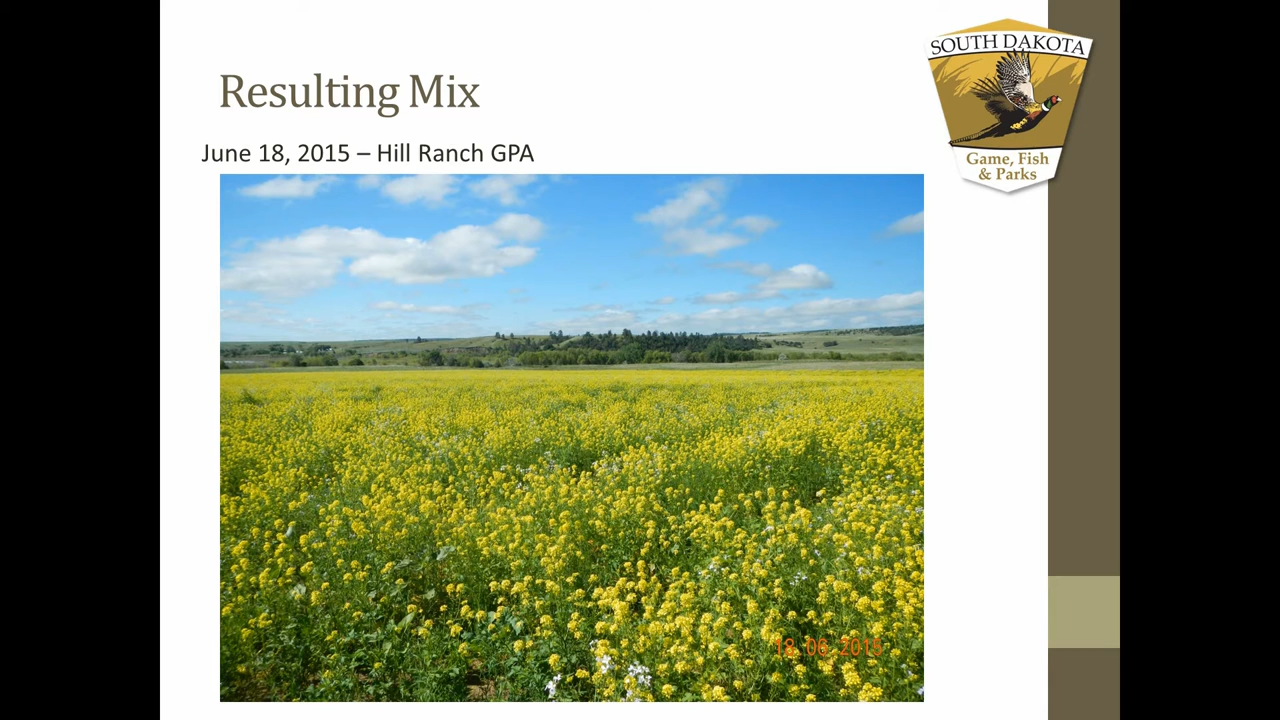 Resulting Mix
June 18, 2015 – Hill Ranch GPA
SOUTH DAKOTA
Game, Fish
& Parks
18. 06. 2015